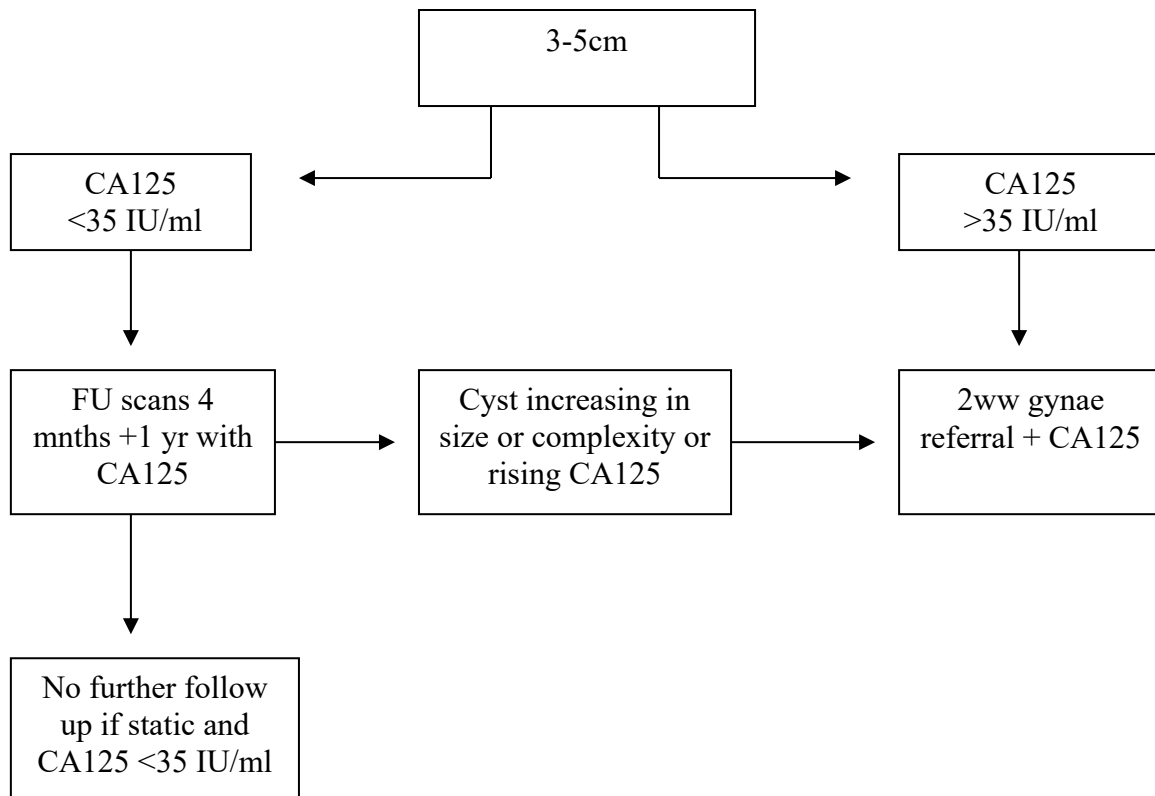 3-5cm
CA125
<35 IU/ml
CA125
>35 IU/ml
FU scans 4
mnths +1 yr with
CA125
Cyst increasing in
size or complexity or
rising CA125
2ww gynae
referral + CA125
No further follow
up if static and
CA125 <35 IU/ml